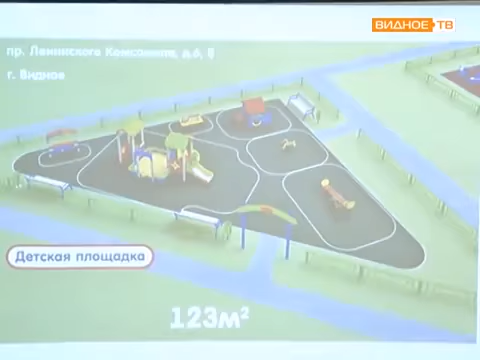 ВИДНОЕ ТВ
пр. Ленинского Комсомола, д.6, 8
г. Видное
Детская площадка
123м²